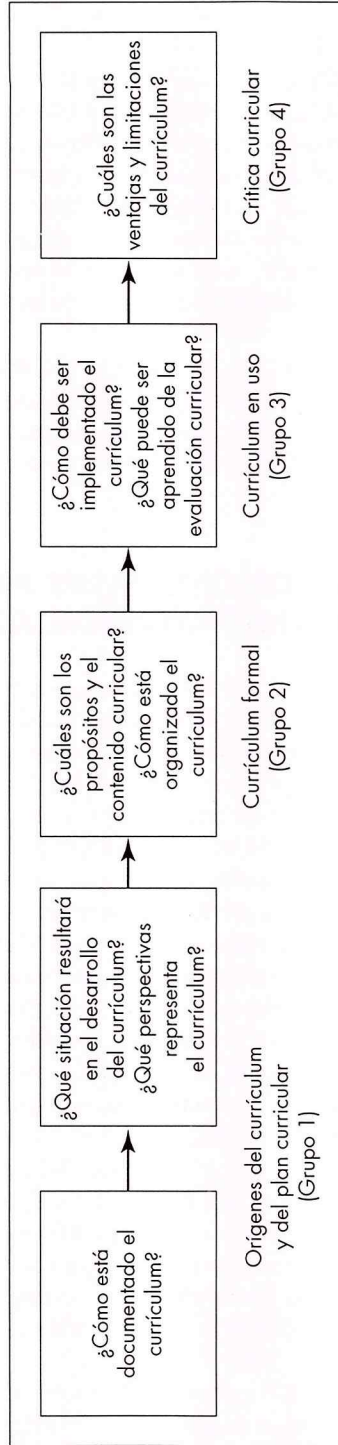 ¿Cómo está
documentado el
currículum?
¿Qué situación resultará
en el desarrollo
del currículum?
¿Qué perspectivas
representa
el currículum?
Orígenes del currículum
y del plan curricular
(Grupo 1)
¿Cuáles son los
propósitos y el
contenido curricular?
¿Cómo está
organizado el
currículum?
Currículum formal
(Grupo 2)
¿Cómo debe ser
implementado el
currículum?
¿Qué puede ser
aprendido de la
evaluación curricular?
Currículum en uso
(Grupo 3)
¿Cuáles son las
ventajas y limitaciones
del currículum?
Crítica curricular
(Grupo 4)